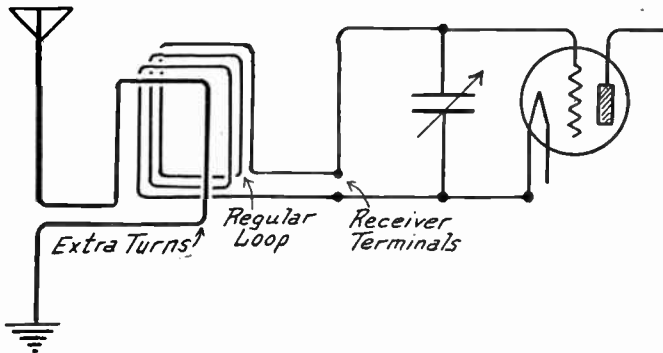 Extra Turns
Regular
Loop
Receiver
Terminals